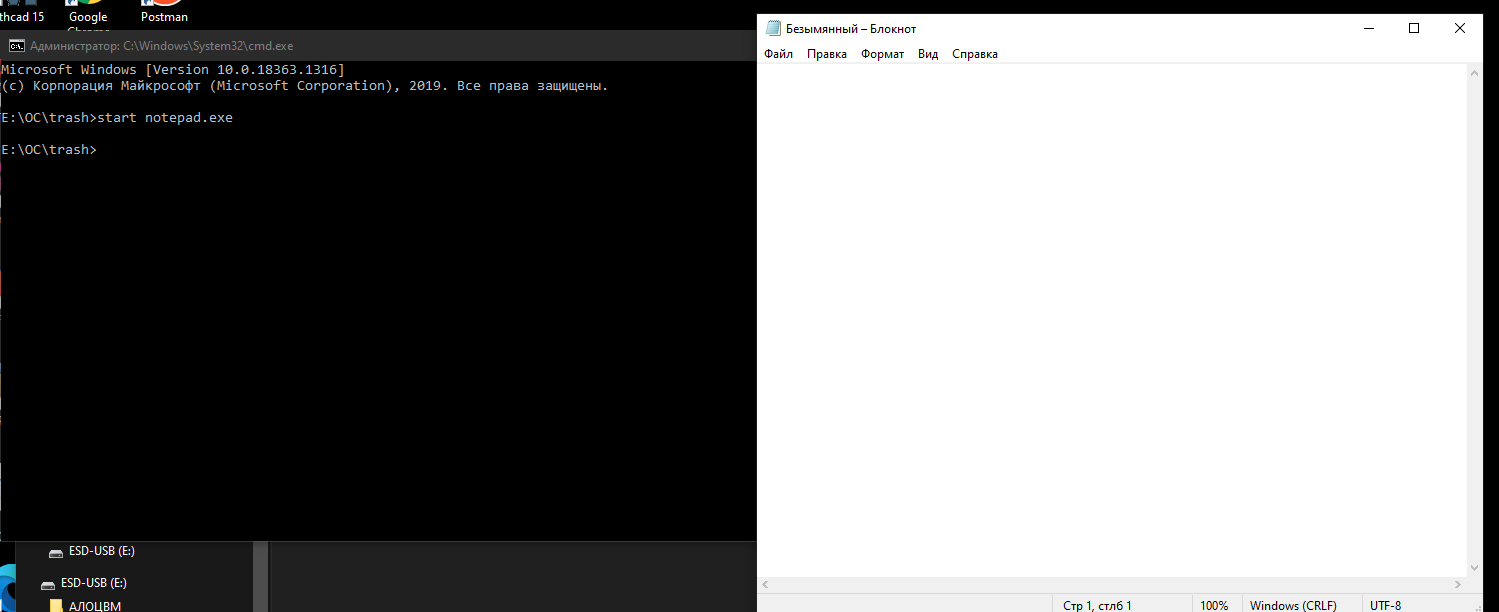 thcad 15
Google
Postman
Администратор: C:\Windows\System32\cmd.exe
Microsoft Windows [Version 10.0.18363.1316]
(c) Корпорация Майкрософт (Microsoft Corporation), 2019. Все права защищены.
E:\OC\trash>start notepad.exe
E:\OC\trash>
ESD-USB (E:)
ESD-USB (E:)
АЛОЦВМ
Безымянный – Блокнот
Файл Правка Формат Вид Справка
Стр 1, стлб 1 100% Windows (CRLF) UTF-8